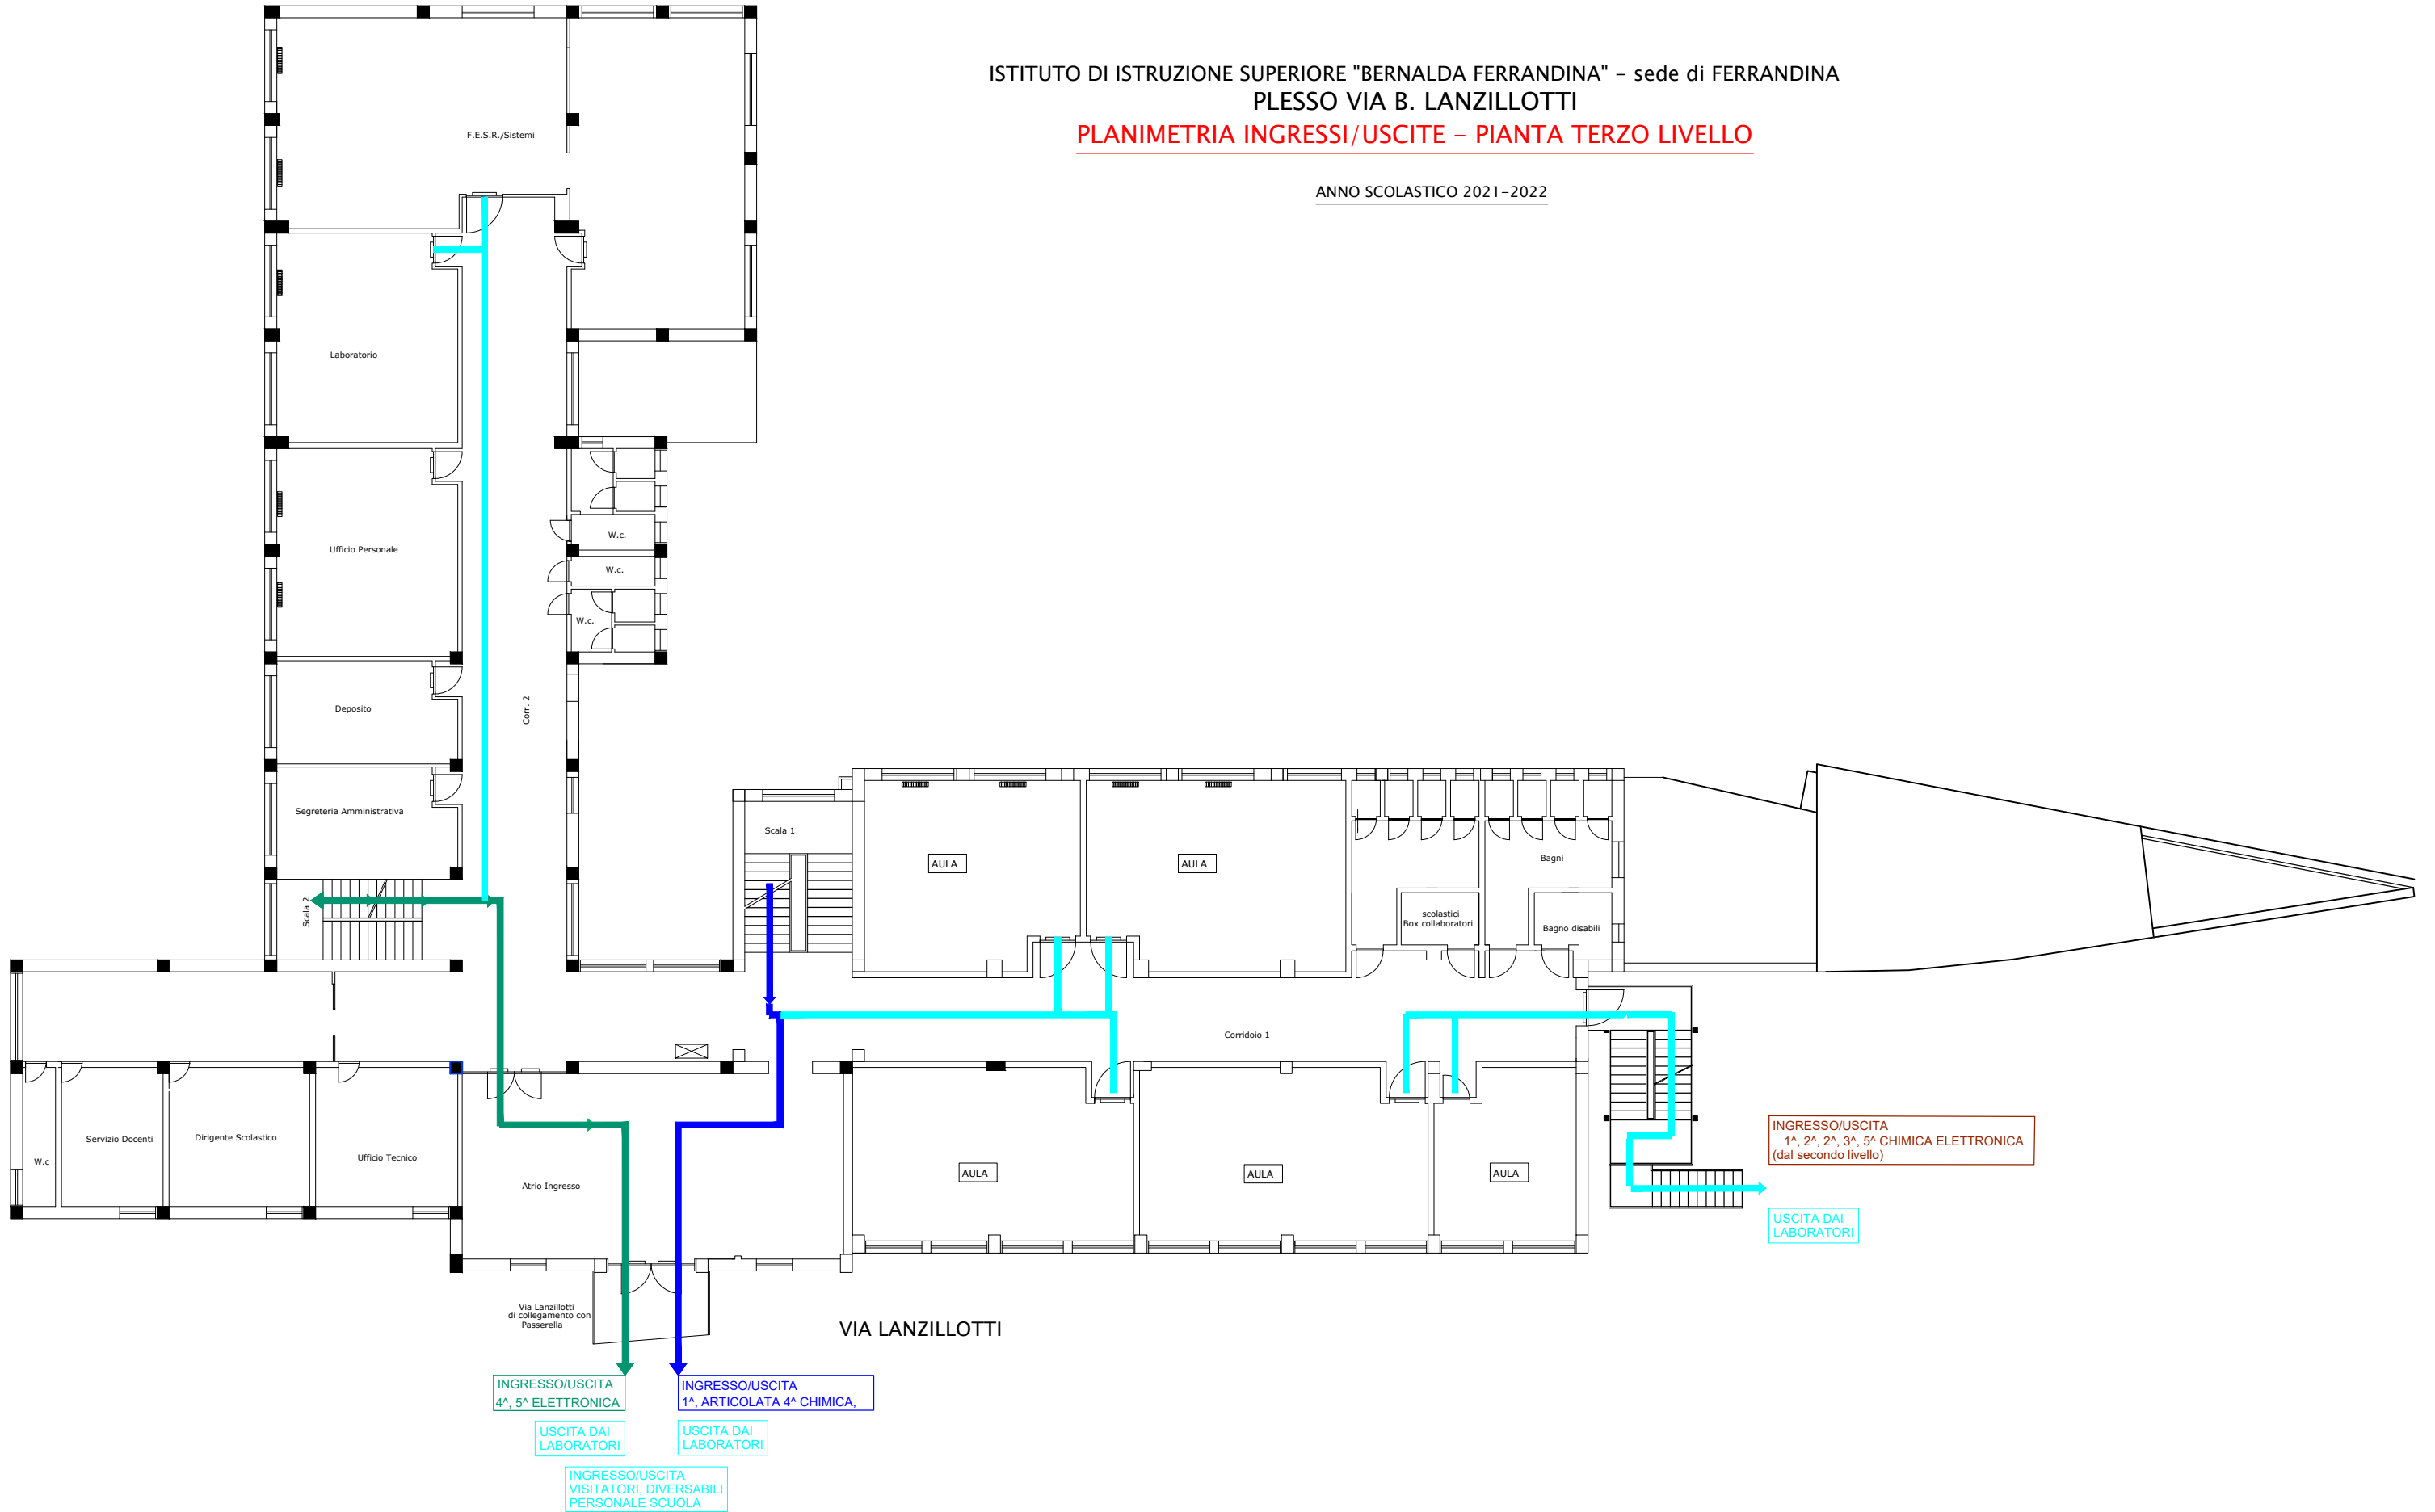 ISTITUTO DI ISTRUZIONE SUPERIORE "BERNALDA FERRANDINA" - sede di FERRANDINA
PLESSO VIA B. LANZILLOTTI
PLANIMETRIA INGRESSI/USCITE - PIANTA TERZO LIVELLO
ANNO SCOLASTICO 2021-2022
F.E.S.R./Sistemi
Laboratorio
Ufficio Personale
W.c.
W.c.
W.c.
Deposito
Corr. 2
Segreteria Amministrativa
Scala 2
Scala 1
AULA
AULA
Bagni
scolastici
Box collaboratori
Bagno disabili
Corridoio 1
W.c
Servizio Docenti
Dirigente Scolastico
Ufficio Tecnico
Atrio Ingresso
AULA
AULA
AULA
INGRESSO/USCITA
1^, 2^, 2^, 3^, 5^ CHIMICA ELETTRONICA
(dal secondo livello)
USCITA DAI
LABORATORI
Via Lanzillotti
di collegamento con
Passerella
VIA LANZILLOTTI
INGRESSO/USCITA
4^, 5^ ELETTRONICA
INGRESSO/USCITA
1^, ARTICOLATA 4^ CHIMICA,
USCITA DAI
LABORATORI
USCITA DAI
LABORATORI
INGRESSO/USCITA
VISITATORI, DIVERSABILI
PERSONALE SCUOLA